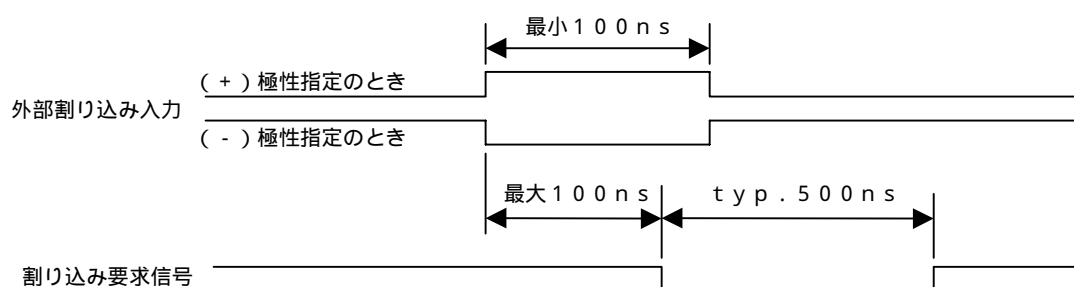 最小１００ｎｓ
（＋）極性指定のとき
外部割り込み入力
（－）極性指定のとき
最大１００ｎｓ
ｔｙｐ．５００ｎｓ
割り込み要求信号